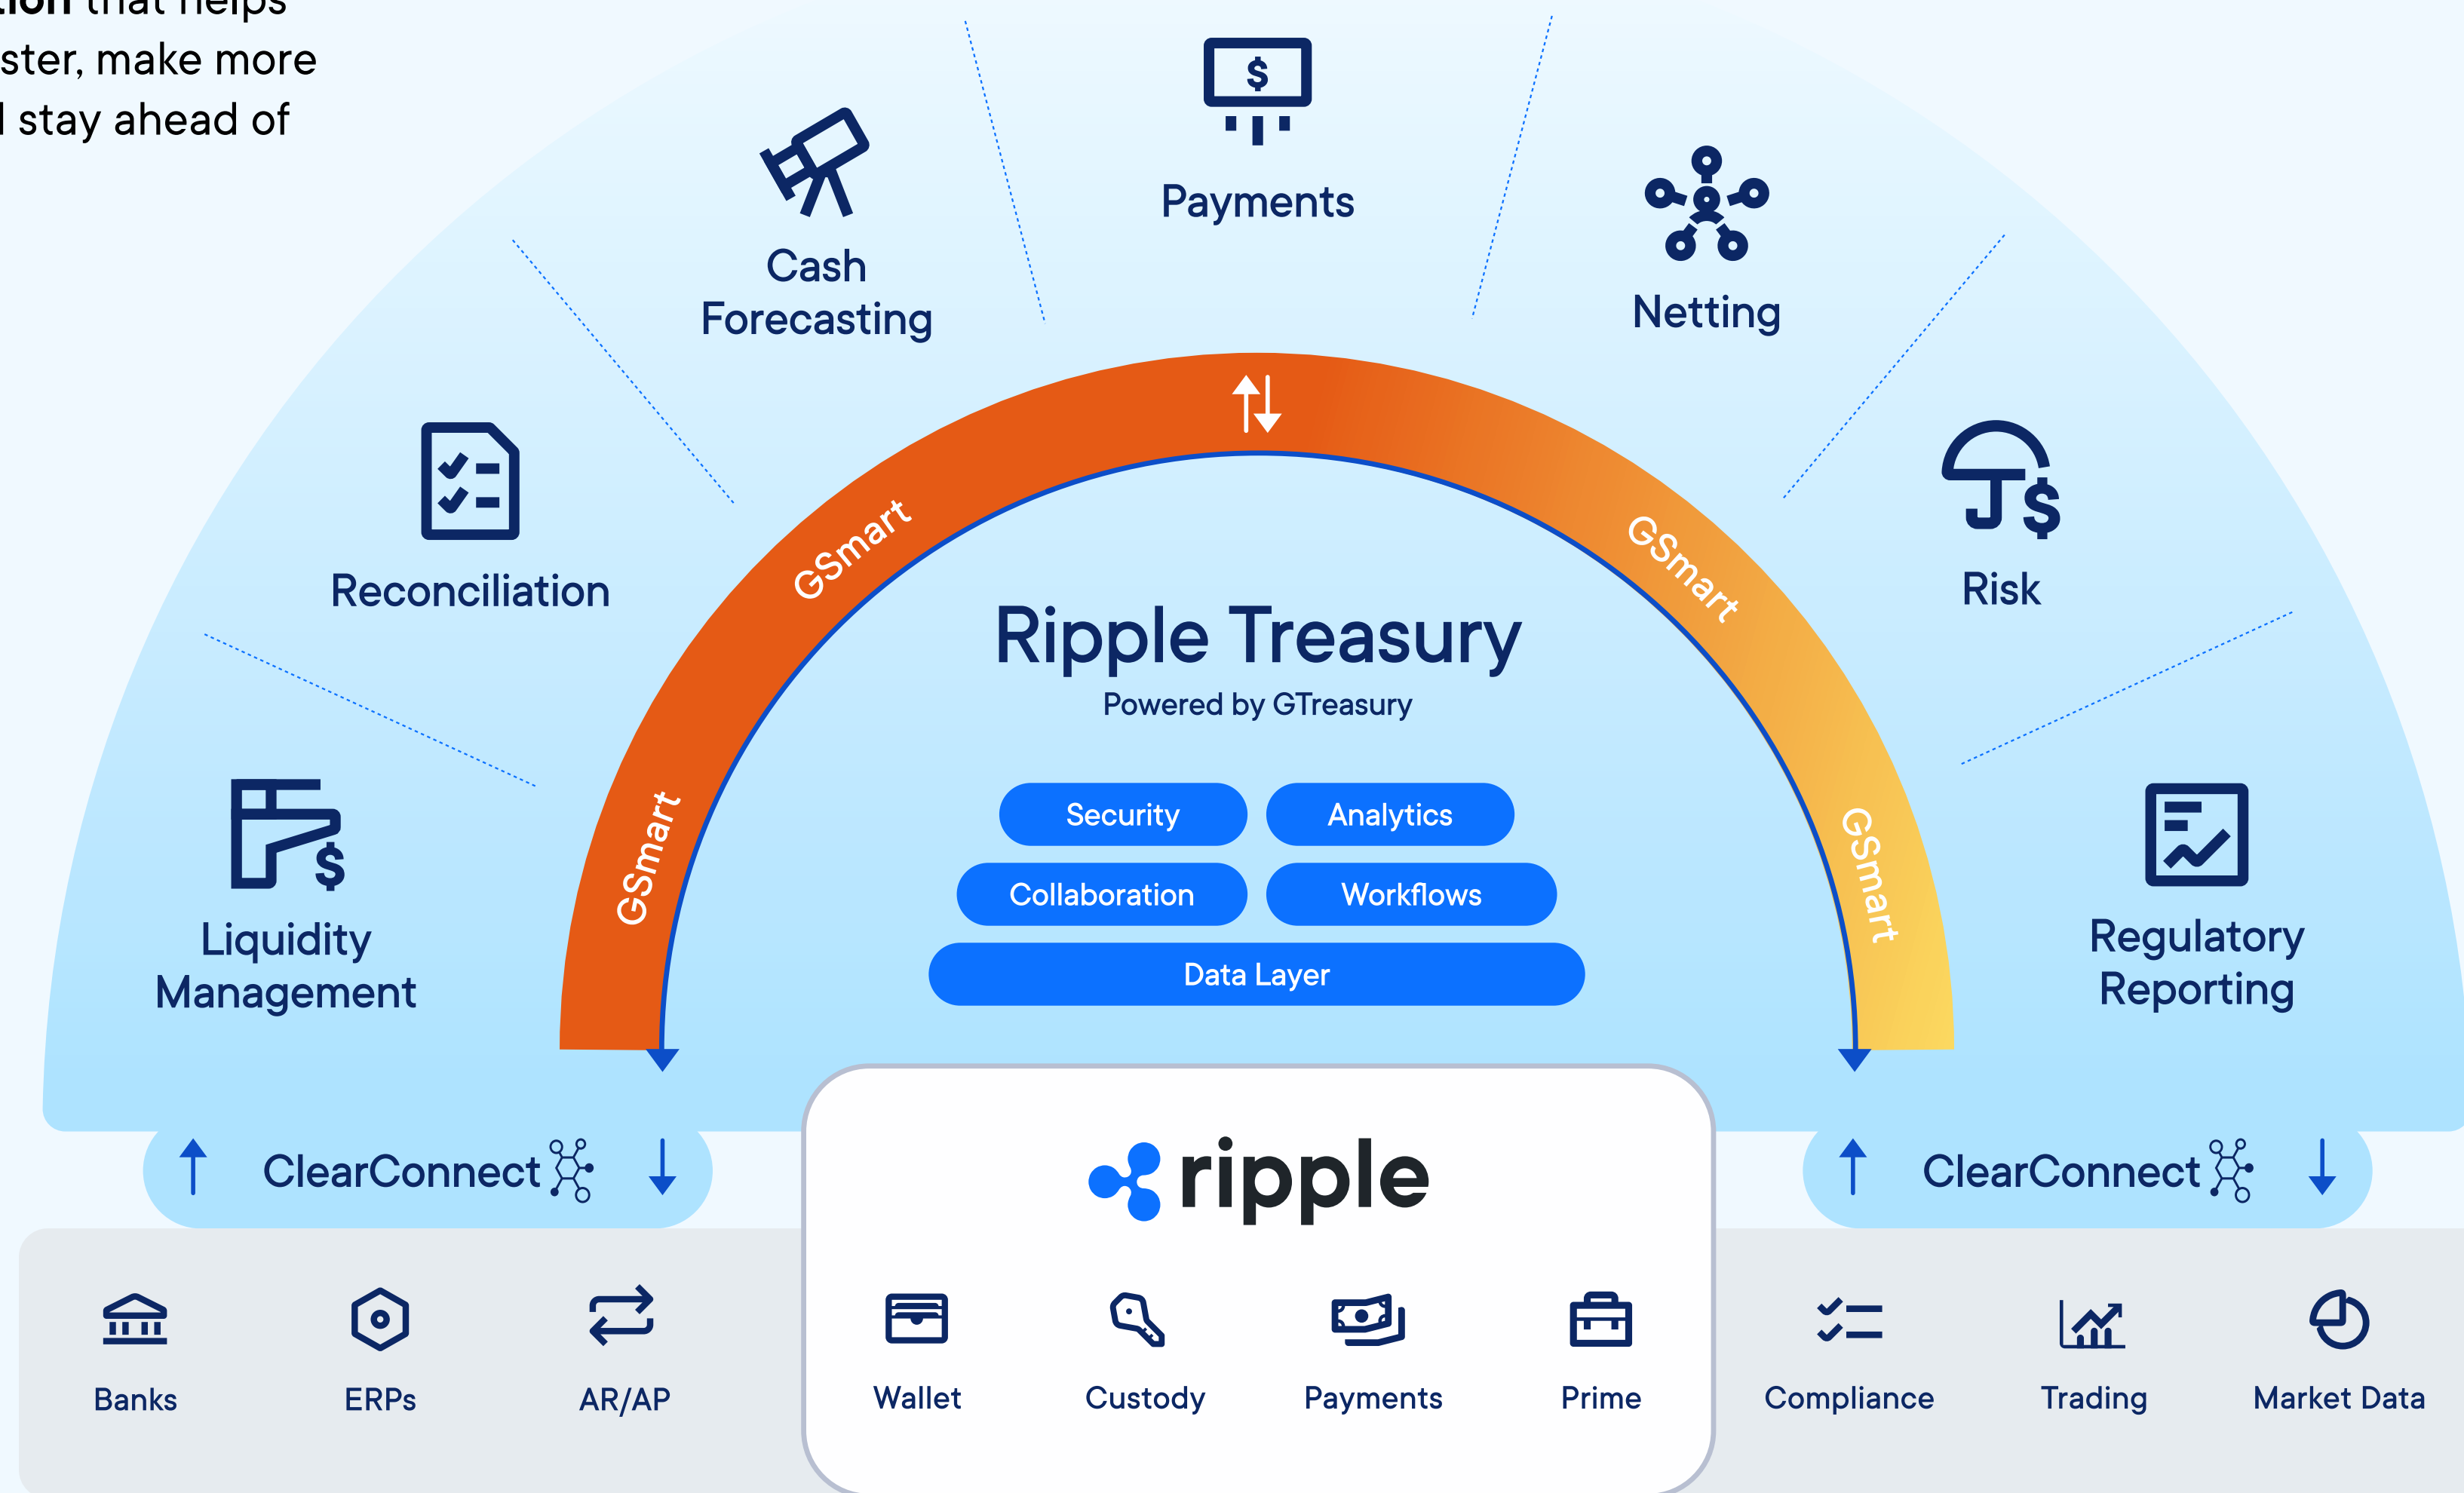 that helps
ster, make more
stay ahead of
Payments
Cash
Forecasting
Netting
Reconciliation
Risk
Liquidity
Management
Regulatory
Reporting
GSmart
GSmart
GSmart
GSmart
Ripple Treasury
Powered by GTreasury
Security
Analytics
Collaboration
Workflows
Data Layer
ClearConnect
ClearConnect
ripple
Banks
ERPs
AR/AP
Wallet
Custody
Payments
Prime
Compliance
Trading
Market Data